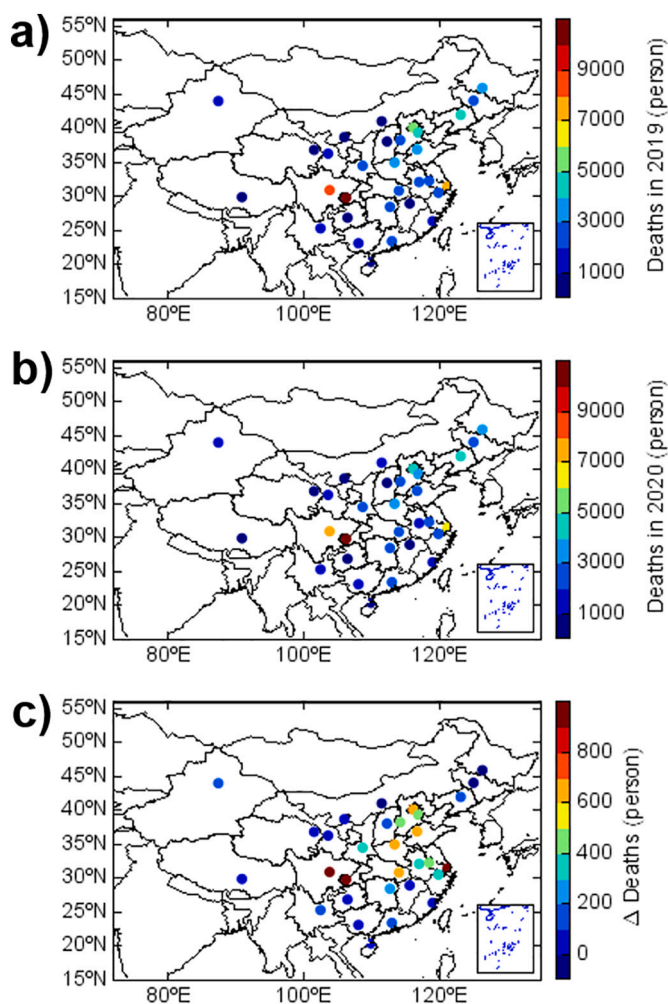 a)
55ºN
50ºN
45ºN
40ºN
35ºN
30ºN
25ºN
20ºN
15ºN
80ºE
100ºE
120ºE
9000
7000
5000
3000
1000
Deaths in 2019 (person)
b)
55ºN
50ºN
45ºN
40ºN
35ºN
30ºN
25ºN
20ºN
15ºN
80ºE
100ºE
120ºE
9000
7000
5000
3000
1000
Deaths in 2020 (person)
c)
55ºN
50ºN
45ºN
40ºN
35ºN
30ºN
25ºN
20ºN
15ºN
80ºE
100ºE
120ºE
800
600
400
200
0
Δ Deaths (person)